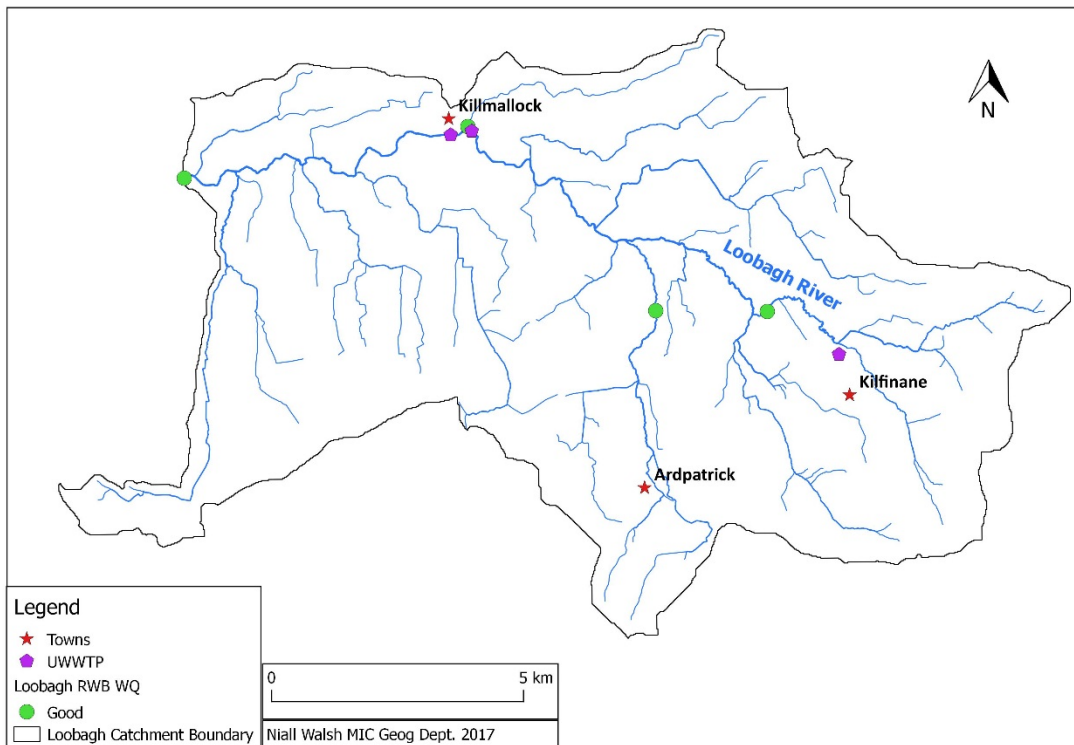 Killmallock
N
Loobagh River
Kilfinane
Ardpatrick
Legend
Towns
UWWTP
Loobagh RWB WQ
Good
Loobagh Catchment Boundary
0 5 km
Niall Walsh MIC Geog Dept. 2017